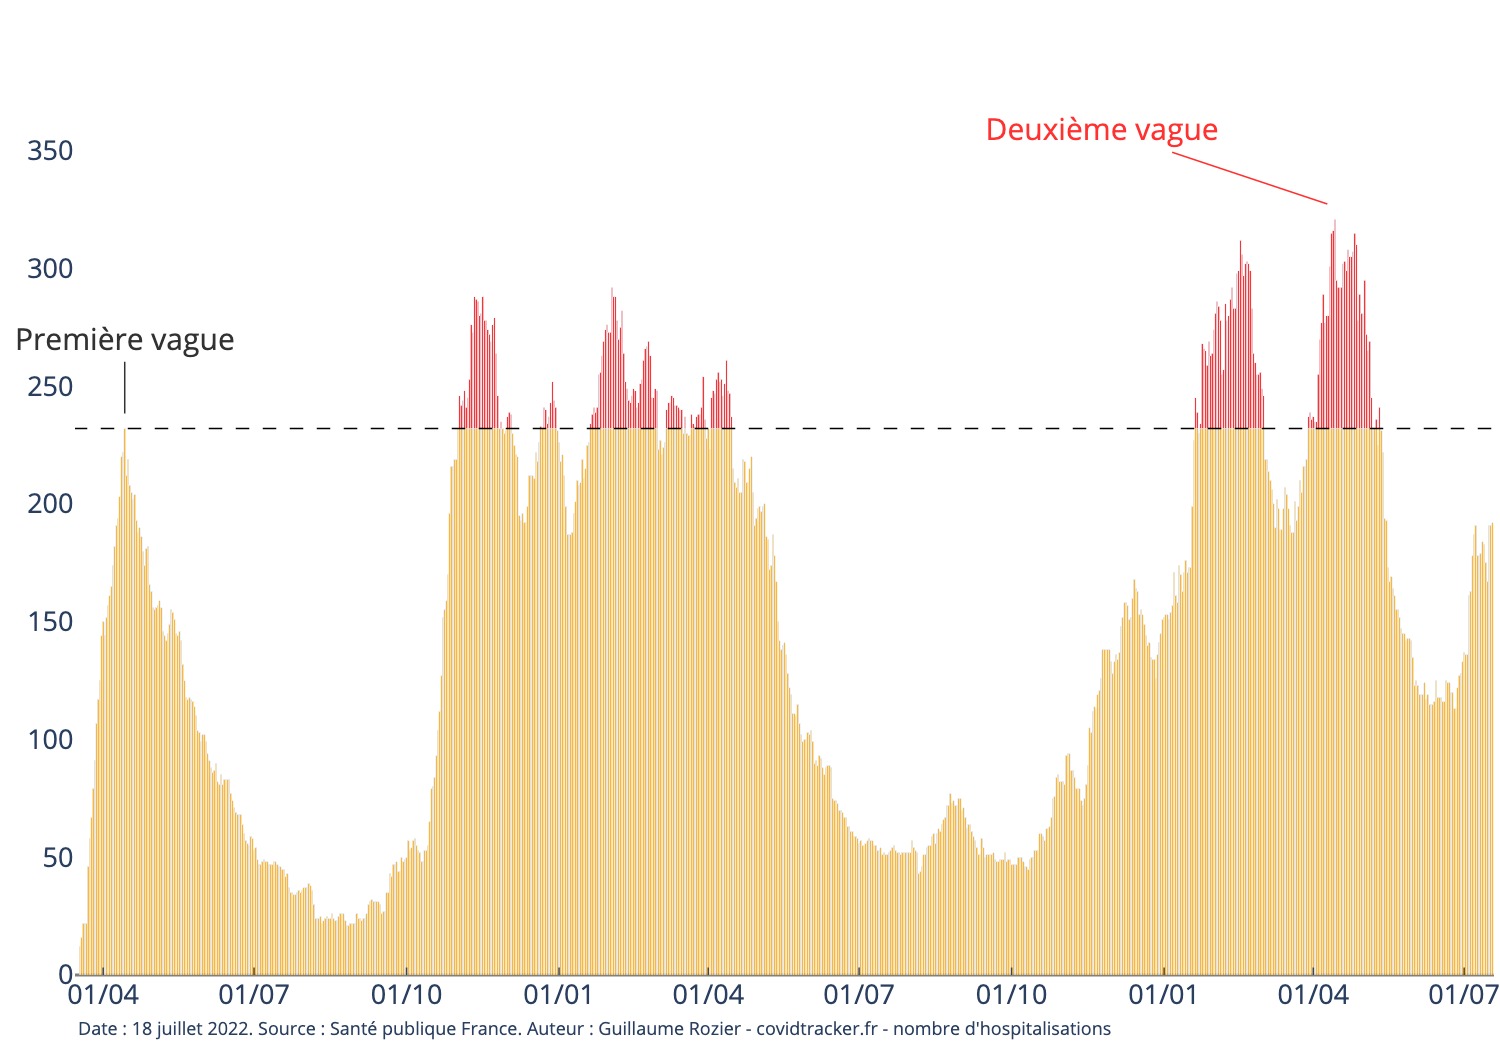 Deuxième vague
350
300
Première vague
250
200
150
100
50
0
01/04 01/07 01/10 01/01 01/04 01/07 01/10 01/01 01/04 01/07
Date : 18 juillet 2022. Source : Santé publique France. Auteur : Guillaume Rozier - covidtracker.fr - nombre d'hospitalisations